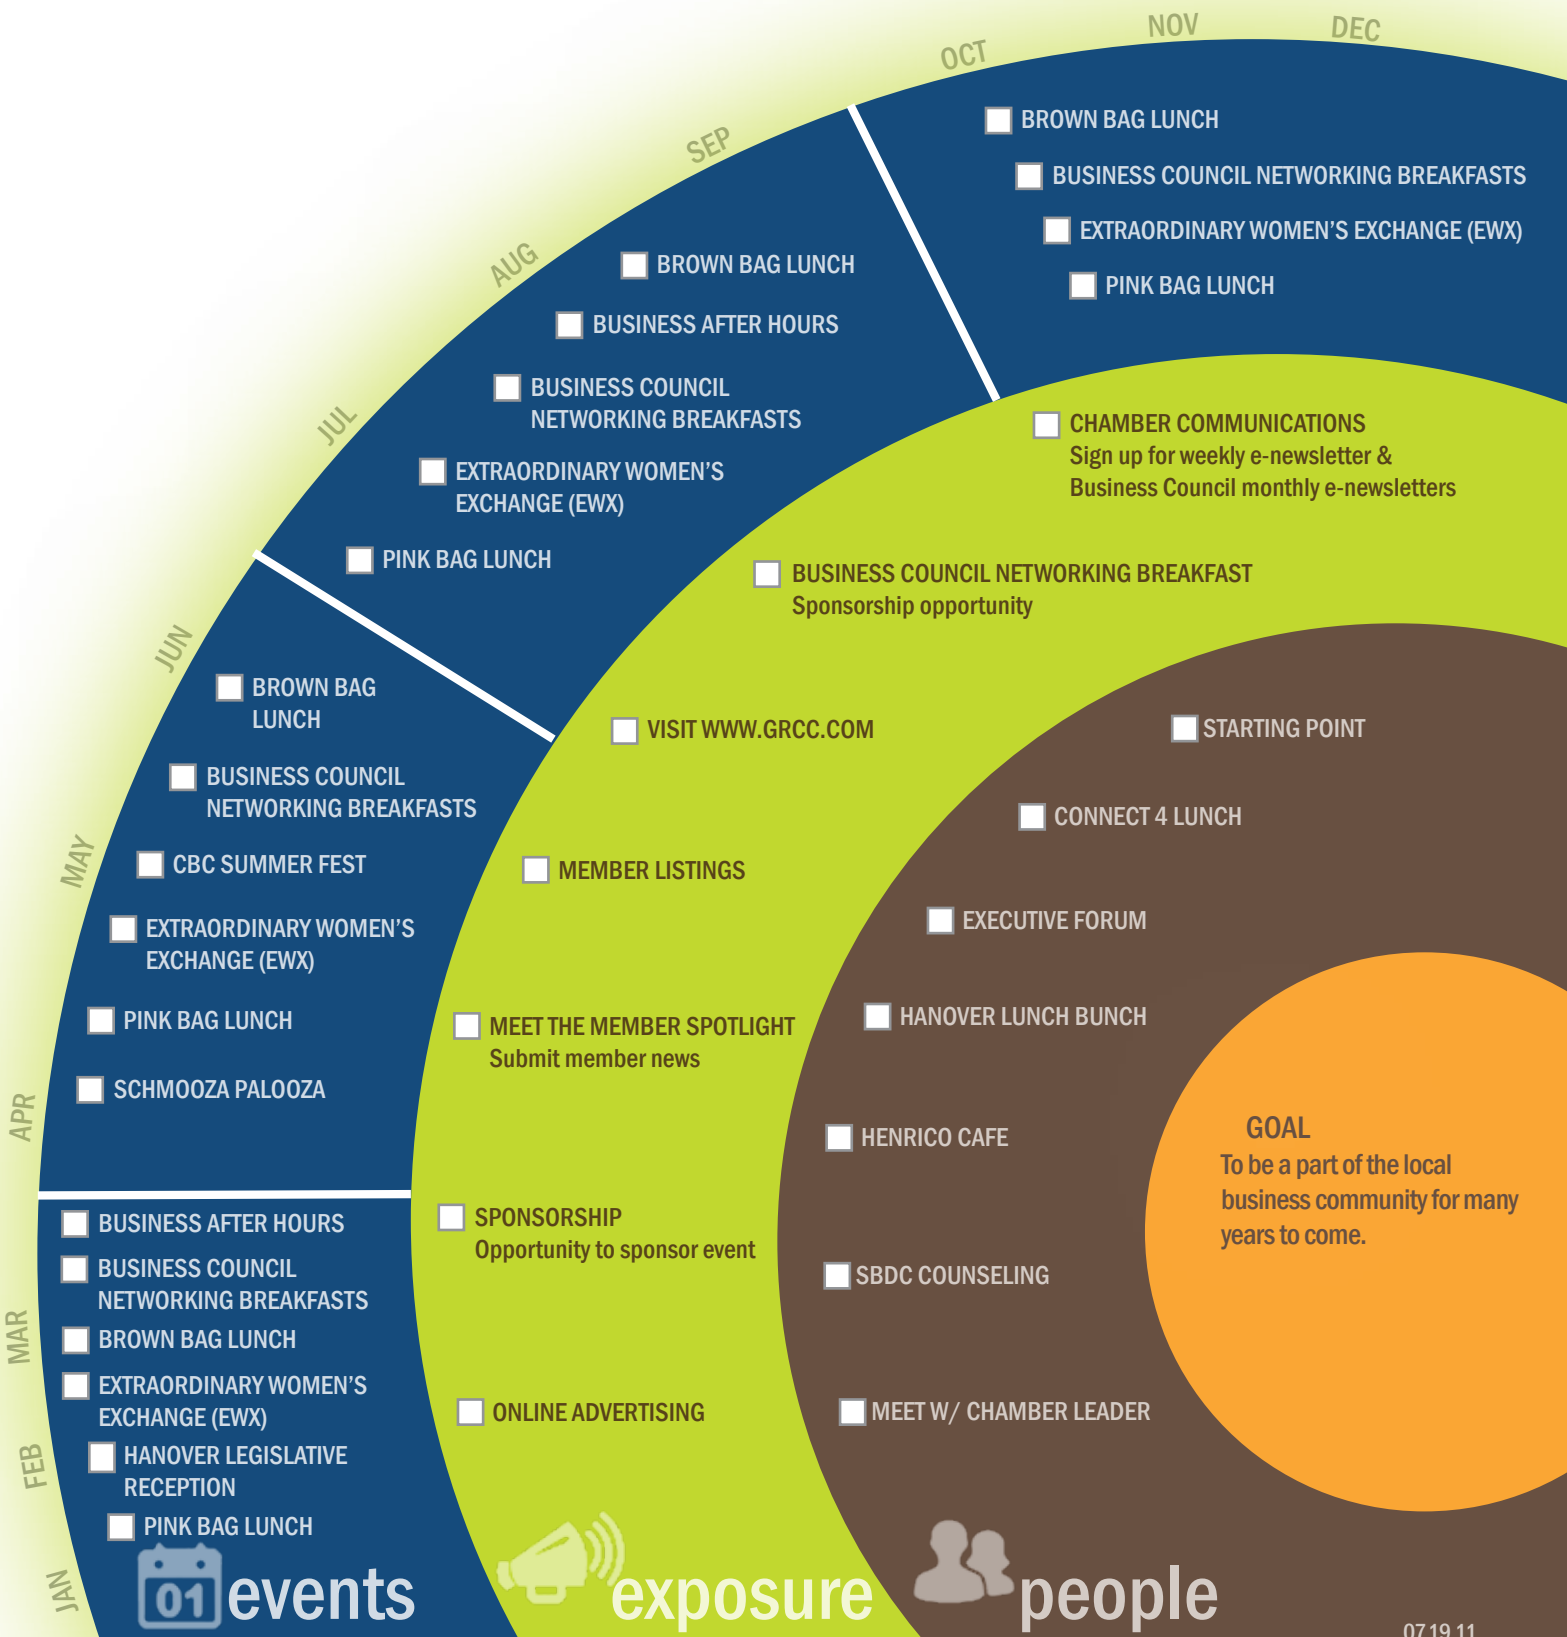 OCT
NOV
DEC
BROWN BAG LUNCH
BUSINESS COUNCIL NETWORKING BREAKFASTS
EXTRAORDINARY WOMEN'S EXCHANGE (EWX)
PINK BAG LUNCH
SEP
AUG
JUL
BROWN BAG LUNCH
BUSINESS AFTER HOURS
BUSINESS COUNCIL
NETWORKING BREAKFASTS
EXTRAORDINARY WOMEN'S
EXCHANGE (EWX)
PINK BAG LUNCH
JUN
MAY
APR
BROWN BAG
LUNCH
BUSINESS COUNCIL
NETWORKING BREAKFASTS
CBC SUMMER FEST
EXTRAORDINARY WOMEN'S
EXCHANGE (EWX)
PINK BAG LUNCH
SCHMOOZA PALOOZA
MAR
FEB
JAN
BUSINESS AFTER HOURS
BUSINESS COUNCIL
NETWORKING BREAKFASTS
BROWN BAG LUNCH
EXTRAORDINARY WOMEN'S
EXCHANGE (EWX)
HANOVER LEGISLATIVE
RECEPTION
PINK BAG LUNCH
01
events
CHAMBER COMMUNICATIONS
Sign up for weekly e-newsletter &
Business Council monthly e-newsletters
BUSINESS COUNCIL NETWORKING BREAKFAST
Sponsorship opportunity
VISIT WWW.GRCC.COM
MEMBER LISTINGS
MEET THE MEMBER SPOTLIGHT
Submit member news
SPONSORSHIP
Opportunity to sponsor event
ONLINE ADVERTISING
exposure
STARTING POINT
CONNECT 4 LUNCH
EXECUTIVE FORUM
HANOVER LUNCH BUNCH
HENRICO CAFE
SBDC COUNSELING
MEET W/ CHAMBER LEADER
people
GOAL
To be a part of the local
business community for many
years to come.
07.19.11